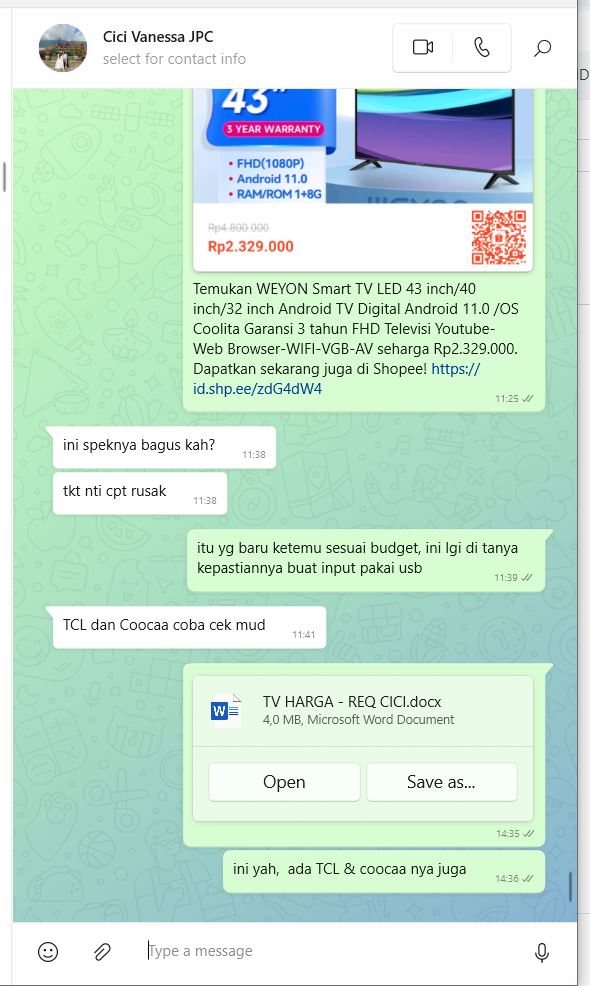 Cici Vanessa JPC
select for contact info
43"
3 YEAR WARRANTY
• FHD(1080P)
• Android 11.0
• RAM/ROM 1+8G
Rp4.800.000
Rp2.329.000
Temukan WEYON Smart TV LED 43 inch/40
inch/32 inch Android TV Digital Android 11.0 /OS
Coolita Garansi 3 tahun FHD Televisi Youtube-
Web Browser-WIFI-VGB-AV seharga Rp2.329.000.
Dapatkan sekarang juga di Shopee! https://
id.shp.ee/zdG4dW4
11:25
ini speknya bagus kah?
11:38
tkt nti cpt rusak
11:38
itu yg baru ketemu sesuai budget, ini lgi di tanya
kepastiannya buat input pakai usb
11:39
TCL dan Coocaa coba cek mud
11:41
TV HARGA - REQ CICI.docx
4,0 MB, Microsoft Word Document
Open
Save as...
14:35
ini yah,  ada TCL & coocaa nya juga
14:36
Type a message